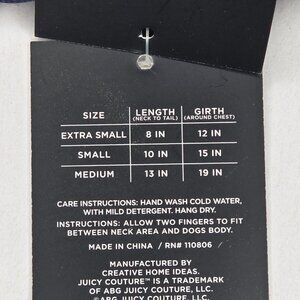 SIZE LENGTH (NECK TO TAIL) GIRTH (AROUND CHEST)
EXTRA SMALL 8 IN 12 IN
SMALL 10 IN 15 IN
MEDIUM 13 IN 19 IN
CARE INSTRUCTIONS: HAND WASH COLD WATER,
WITH MILD DETERGENT. HANG DRY.
INSTRUCTIONS: ALLOW TWO FINGERS TO FIT
BETWEEN NECK AREA AND DOGS BODY.
MADE IN CHINA / RN# 110806 /
MANUFACTURED BY
CREATIVE HOME IDEAS.
JUICY COUTURE™ IS A TRADEMARK
OF ABG JUICY COUTURE, LLC.
©ABG JUICY COUTURE, LLC.